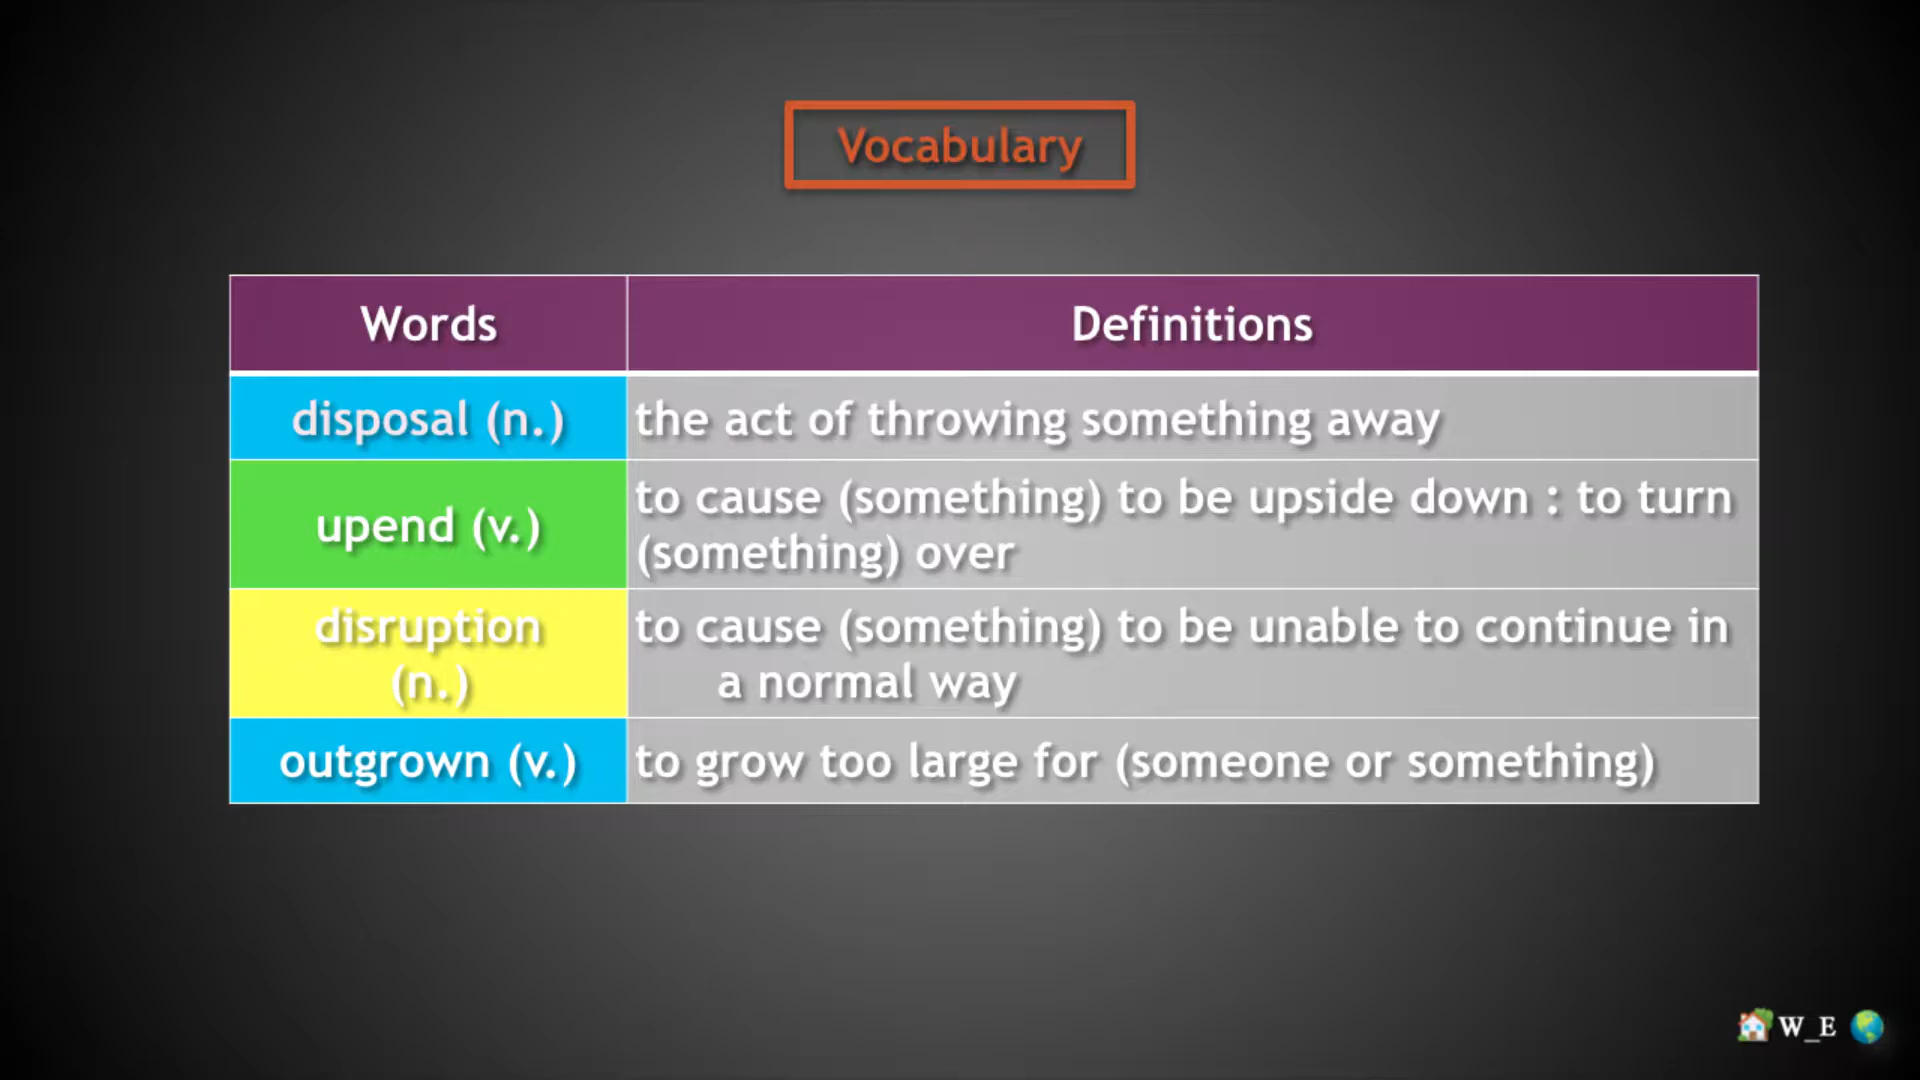 Vocabulary
Words
Definitions
disposal (n.)
the act of throwing something away
upend (v.)
to cause (something) to be upside down : to turn
(something) over
disruption
(n.)
to cause (something) to be unable to continue in
a normal way
outgrown (v.)
to grow too large for (someone or something)
W_E